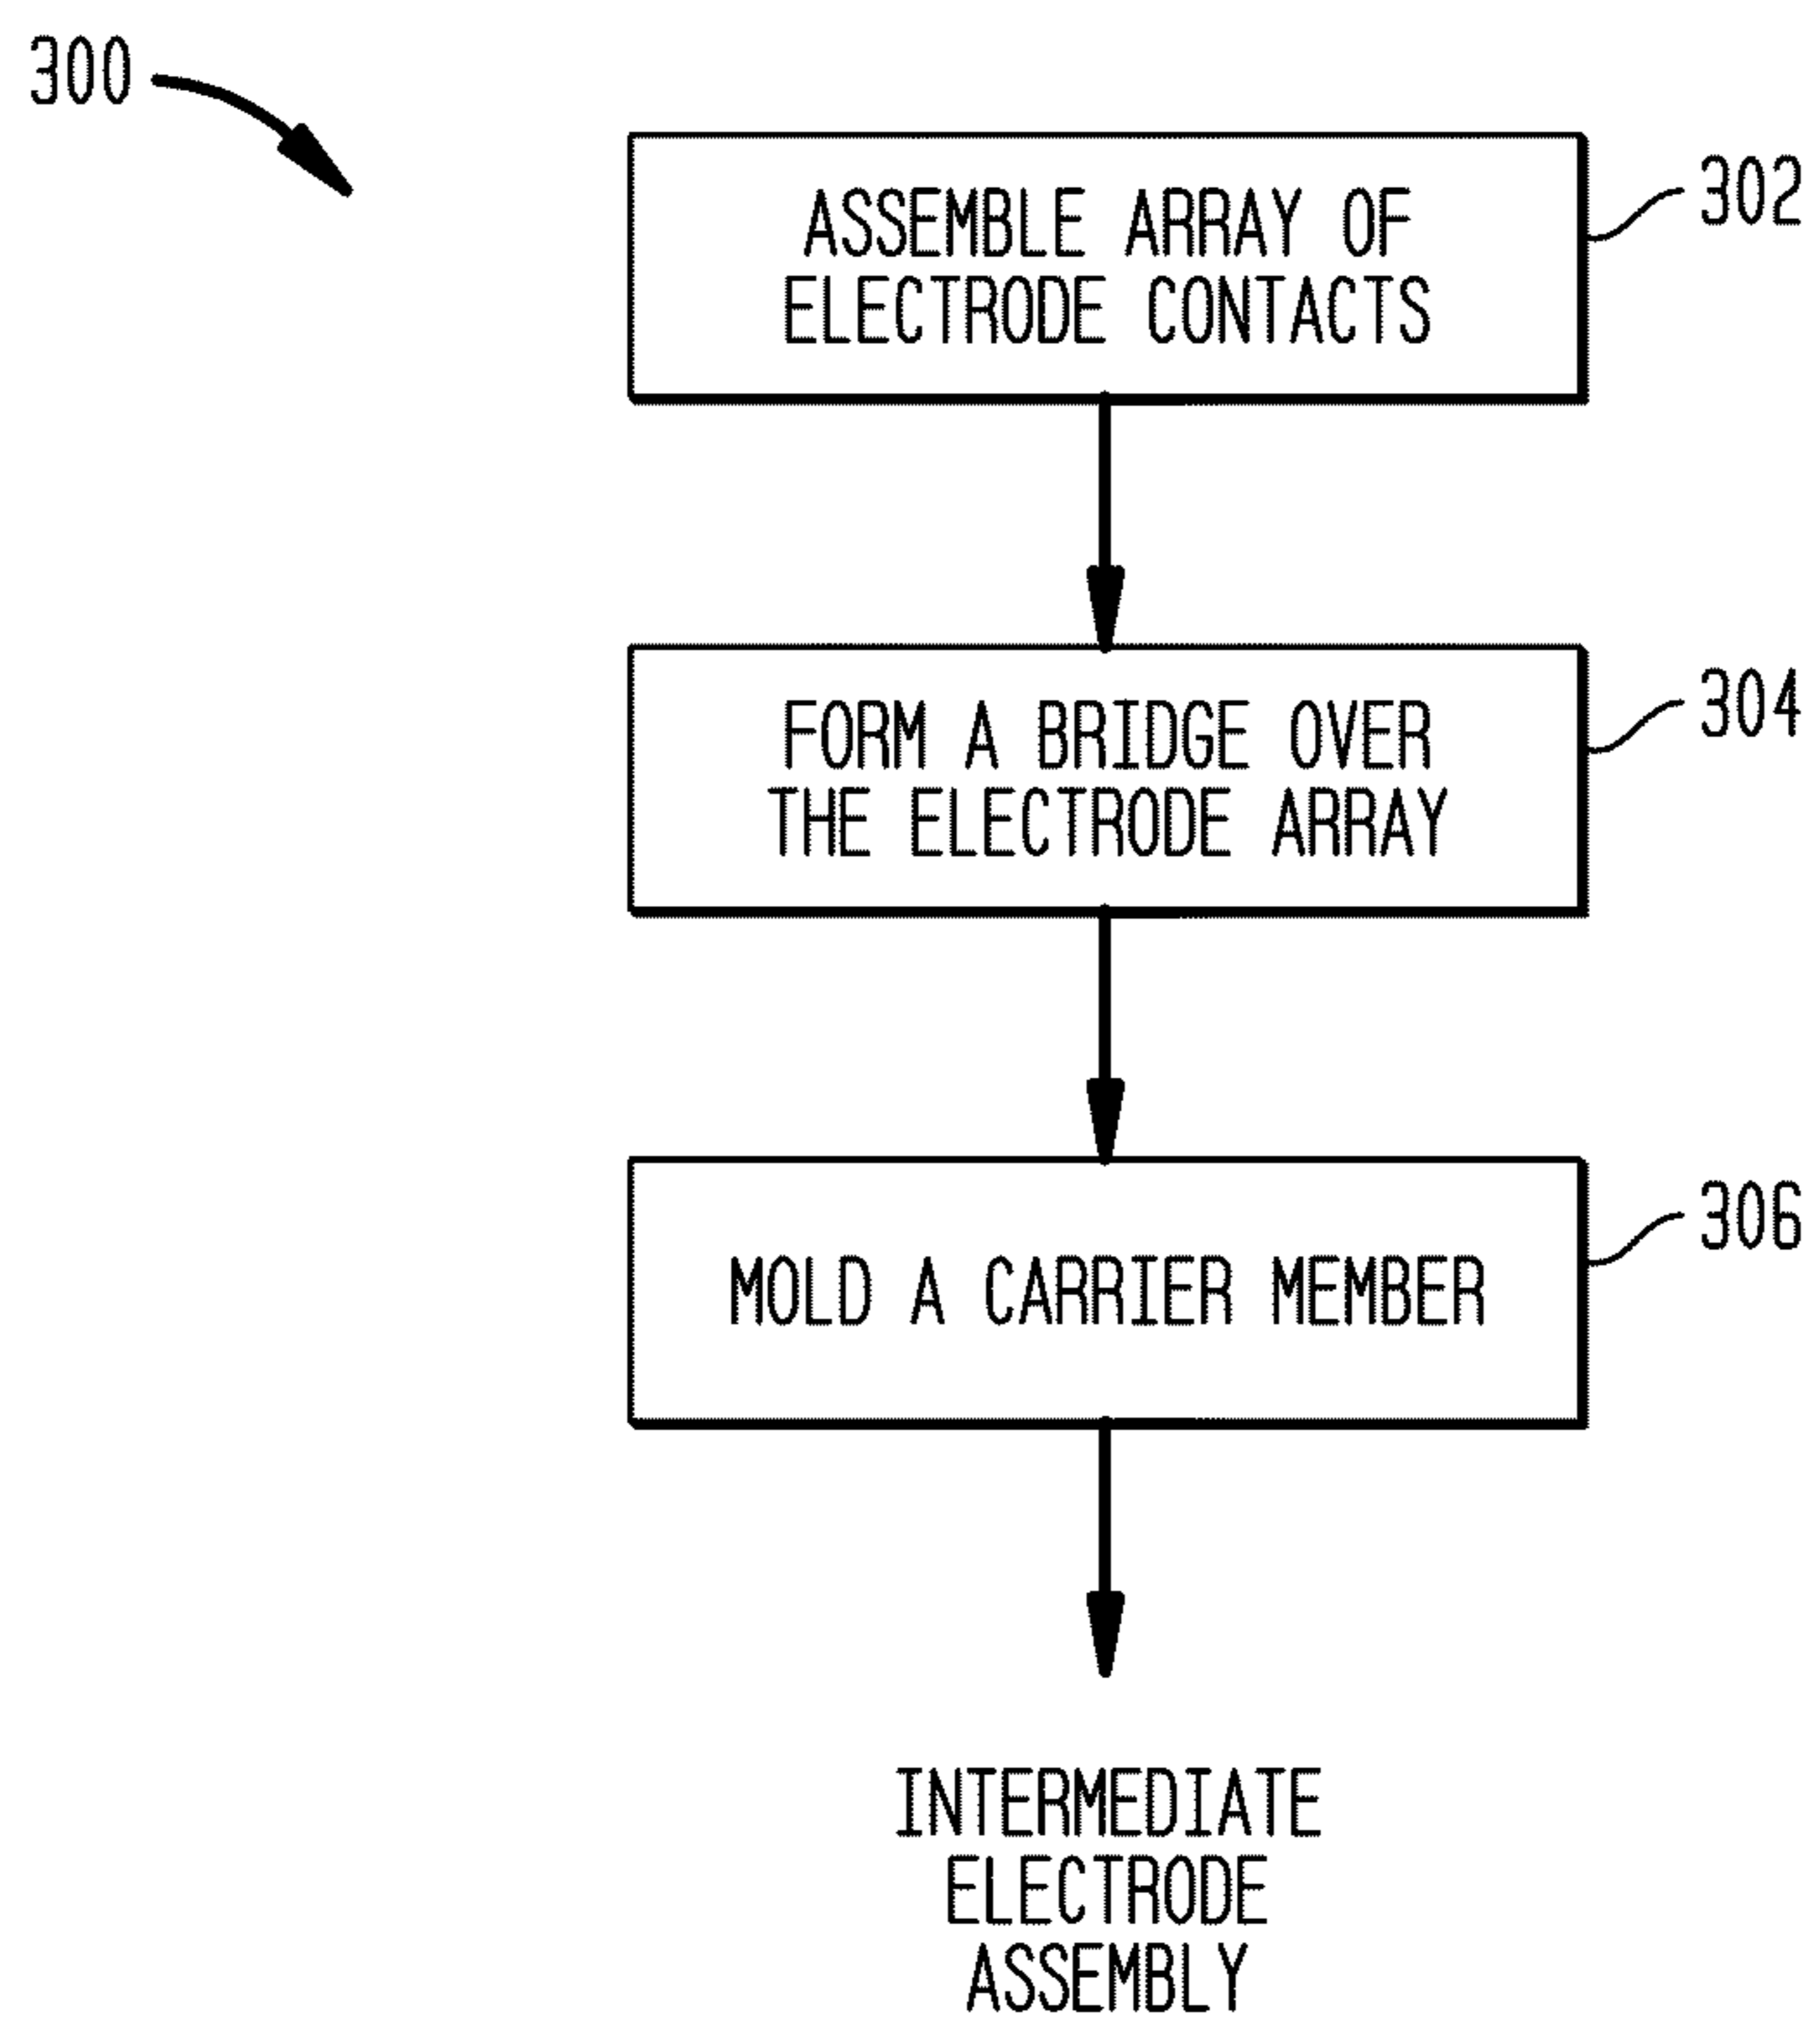 300
ASSEMBLE ARRAY OF
ELECTRODE CONTACTS
302
FORM A BRIDGE OVER
THE ELECTRODE ARRAY
304
MOLD A CARRIER MEMBER
306
INTERMEDIATE
ELECTRODE
ASSEMBLY